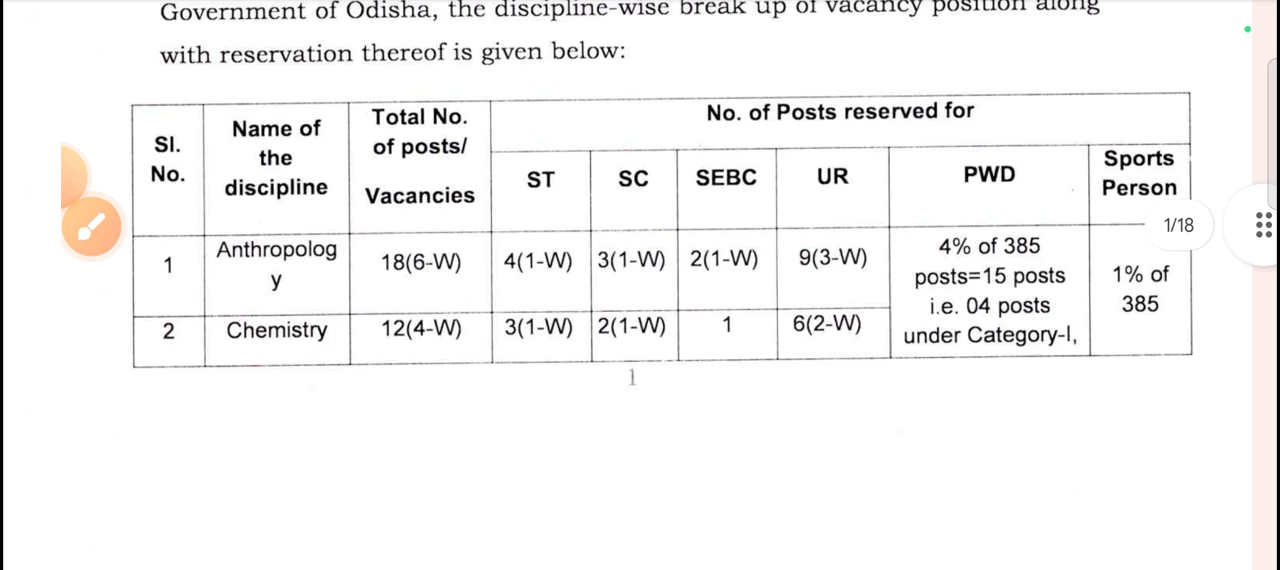 Government of Odisha, the discipline-wise break up of vacancy position along
with reservation thereof is given below:
Sl. No. | Name of the discipline | Total No. of posts/ Vacancies | No. of Posts reserved for
ST | SC | SEBC | UR | PWD | Sports Person
1 | Anthropology | 18(6-W) | 4(1-W) | 3(1-W) | 2(1-W) | 9(3-W) | 4% of 385 posts=15 posts i.e. 04 posts under Category-I, | 1% of 385
2 | Chemistry | 12(4-W) | 3(1-W) | 2(1-W) | 1 | 6(2-W)
1
1/18